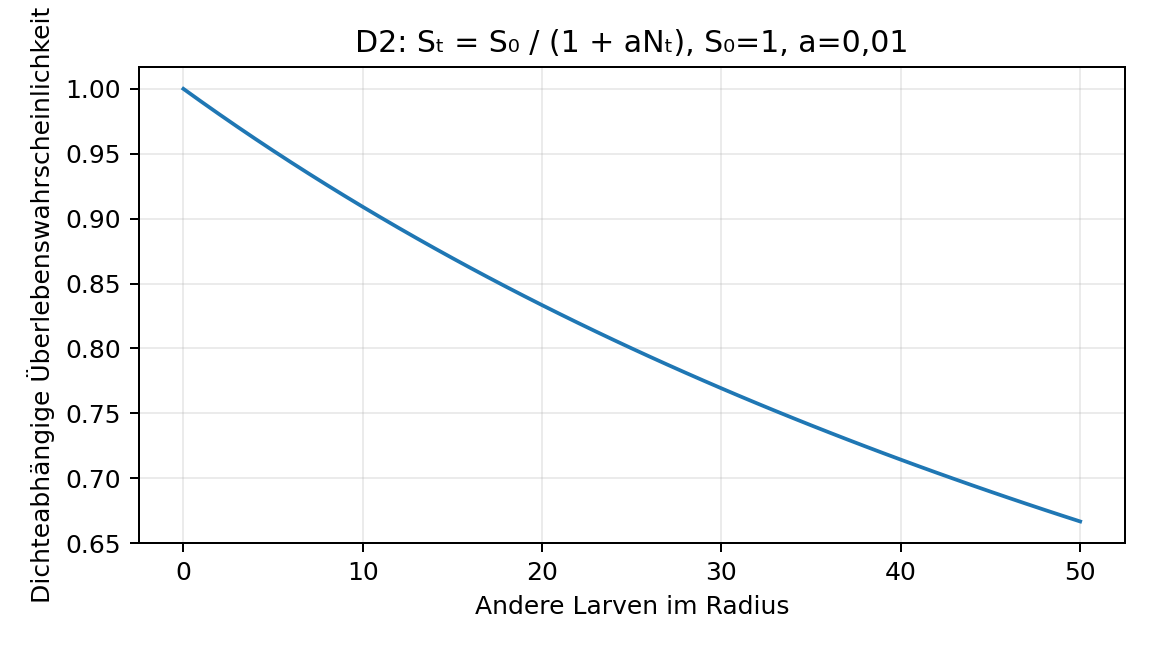 D2: Sₜ = S₀ / (1 + aNₜ), S₀=1, a=0,01
Dichteabhängige Überlebenswahrscheinlichkeit
1.00
0.95
0.90
0.85
0.80
0.75
0.70
0.65
0 10 20 30 40 50
Andere Larven im Radius